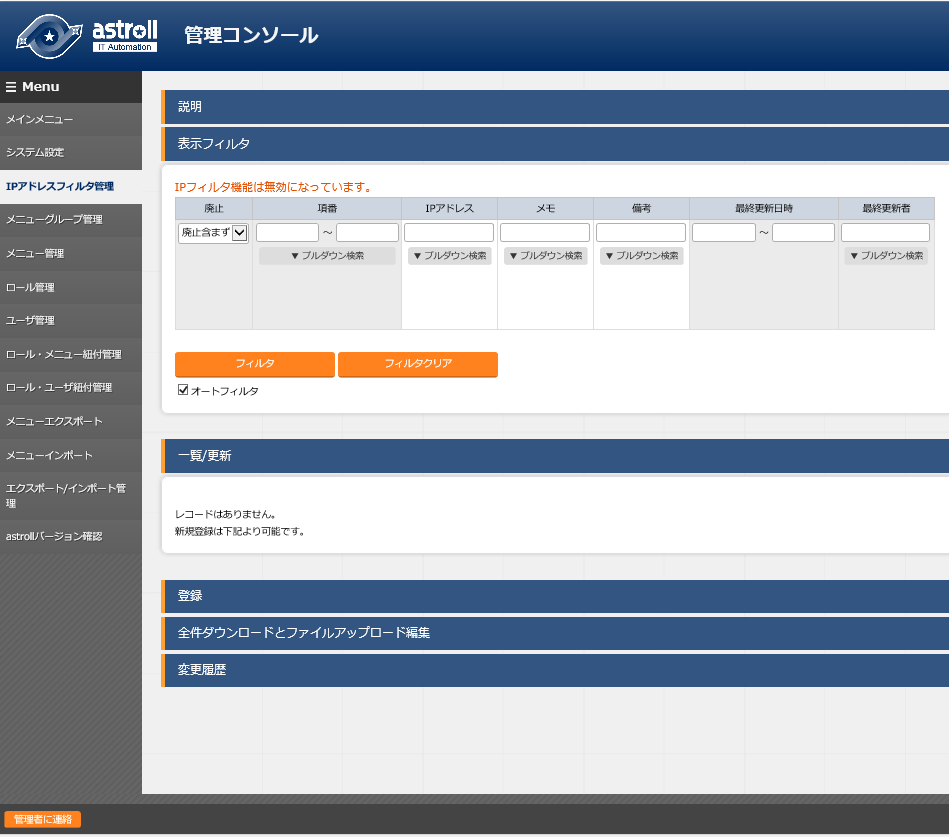 astroll
IT Automation
管理コンソール
☰ Menu
メインメニュー
システム設定
IPアドレスフィルタ管理
メニューグループ管理
メニュー管理
ロール管理
ユーザ管理
ロール・メニュー紐付管理
ロール・ユーザ紐付管理
メニューエクスポート
メニューインポート
エクスポート/インポート管
理
astrollバージョン確認
説明
表示フィルタ
IPフィルタ機能は無効になっています。
廃止 項番 IPアドレス メモ 備考 最終更新日時 最終更新者
廃止含まず ～ ～
▼プルダウン検索 ▼プルダウン検索 ▼プルダウン検索 ▼プルダウン検索 ▼プルダウン検索
フィルタ フィルタクリア
オートフィルタ
一覧/更新
レコードはありません。
新規登録は下記より可能です。
登録
全件ダウンロードとファイルアップロード編集
変更履歴
管理者に連絡